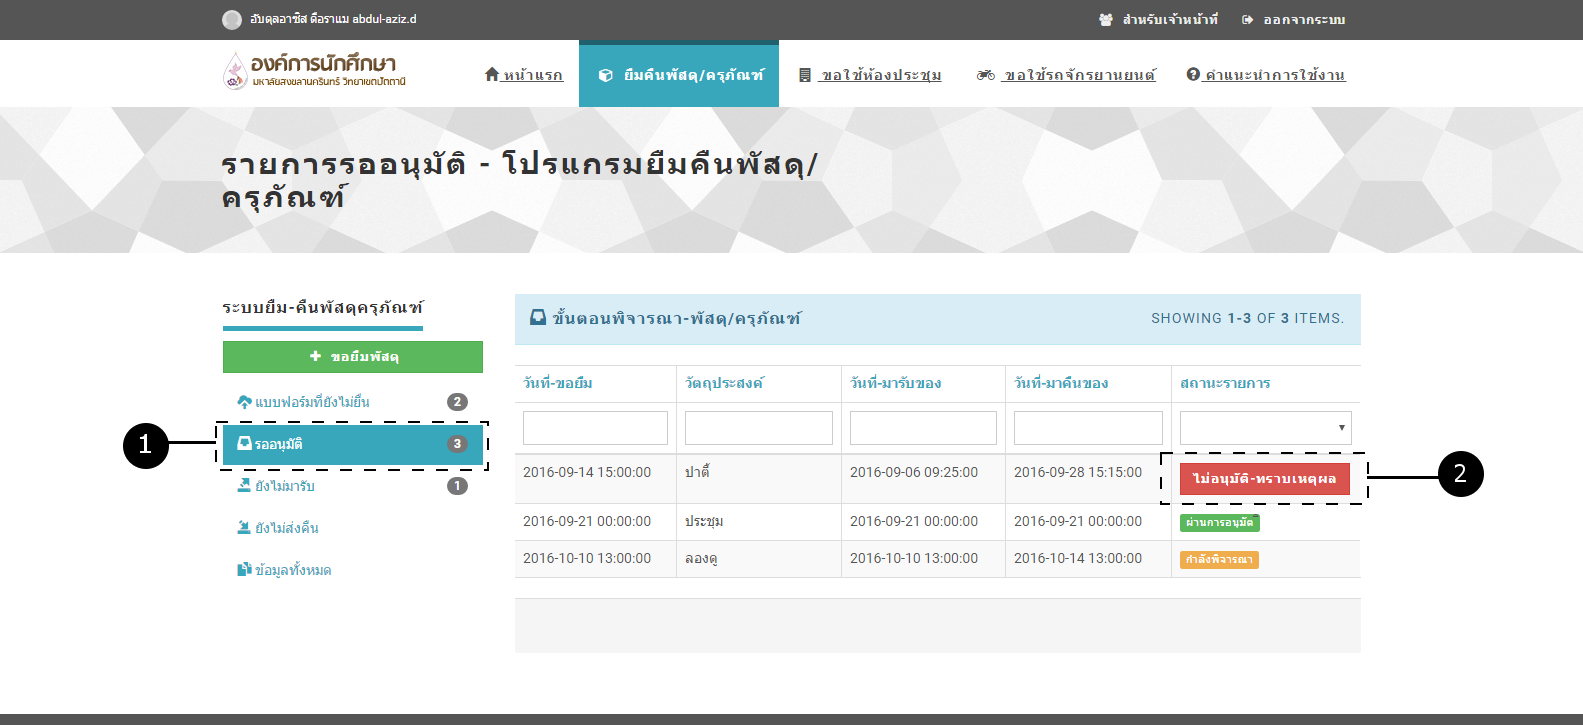 อับดุลอาซิส ดือราแม abdul-aziz.d
สำหรับเจ้าหน้าที่ ออกจากระบบ
องค์การนักศึกษา
มหาลัยสงขลานครินทร์ วิทยาเขตปัตตานี
หน้าแรก ยืมคืนพัสดุ/ครุภัณฑ์ ขอใช้ห้องประชุม ขอใช้รถจักรยานยนต์ คำแนะนำการใช้งาน
รายการรออนุมัติ - โปรแกรมยืมคืนพัสดุ/
ครุภัณฑ์
ระบบยืม-คืนพัสดุครุภัณฑ์
ขอยืมพัสดุ
แบบฟอร์มที่ยังไม่ยื่น 2
1 รออนุมัติ 3
ยังไม่มารับ 1
ยังไม่ส่งคืน
ข้อมูลทั้งหมด
ขั้นตอนพิจารณา-พัสดุ/ครุภัณฑ์ SHOWING 1-3 OF 3 ITEMS.
วันที่-ขอยืม วัตถุประสงค์ วันที่-มารับของ วันที่-มาคืนของ สถานะรายการ
2016-09-14 15:00:00 ปาตี้ 2016-09-06 09:25:00 2016-09-28 15:15:00 ไม่อนุมัติ-ทราบเหตุผล 2
2016-09-21 00:00:00 ประชุม 2016-09-21 00:00:00 2016-09-21 00:00:00 ผ่านการอนุมัติ
2016-10-10 13:00:00 ลองดู 2016-10-10 13:00:00 2016-10-14 13:00:00 กำลังพิจารณา